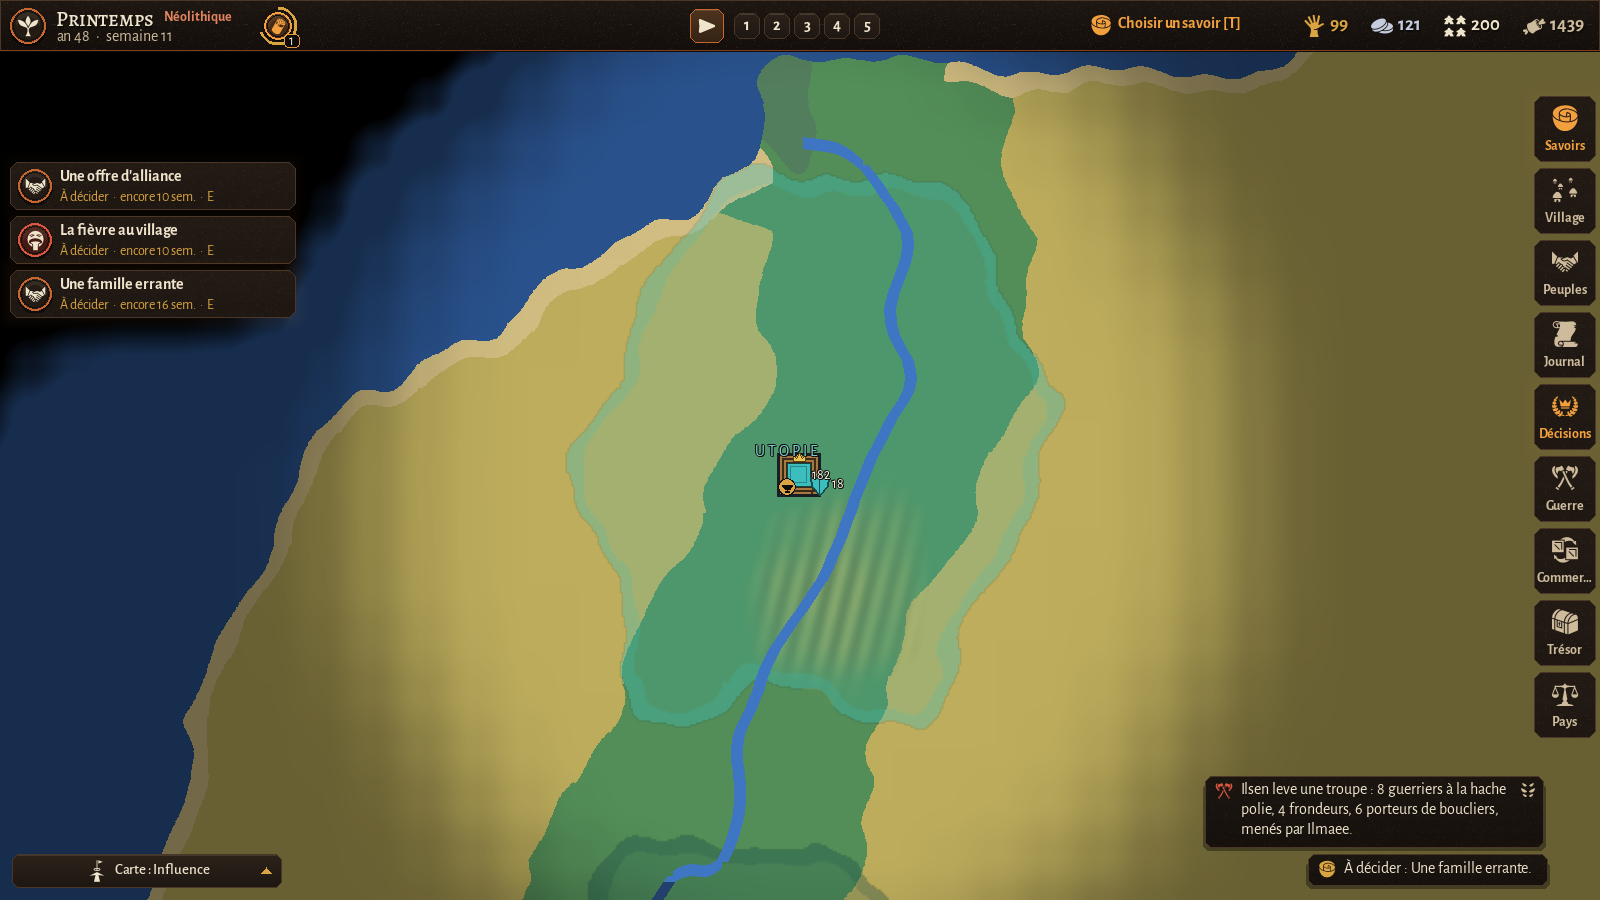 Printemps Néolithique
an 48 · semaine 11
1
1 2 3 4 5
Choisir un savoir [T]
99
121
200
1439
Une offre d'alliance
À décider · encore 10 sem. · E
La fièvre au village
À décider · encore 10 sem. · E
Une famille errante
À décider · encore 16 sem. · E
UTOPIE
182
18
Savoirs
Village
Peuples
Journal
Décisions
Guerre
Commer...
Trésor
Pays
Ilsen leve une troupe : 8 guerriers à la hache
polie, 4 frondeurs, 6 porteurs de boucliers,
menés par Ilmaee.
À décider : Une famille errante.
Carte : Influence